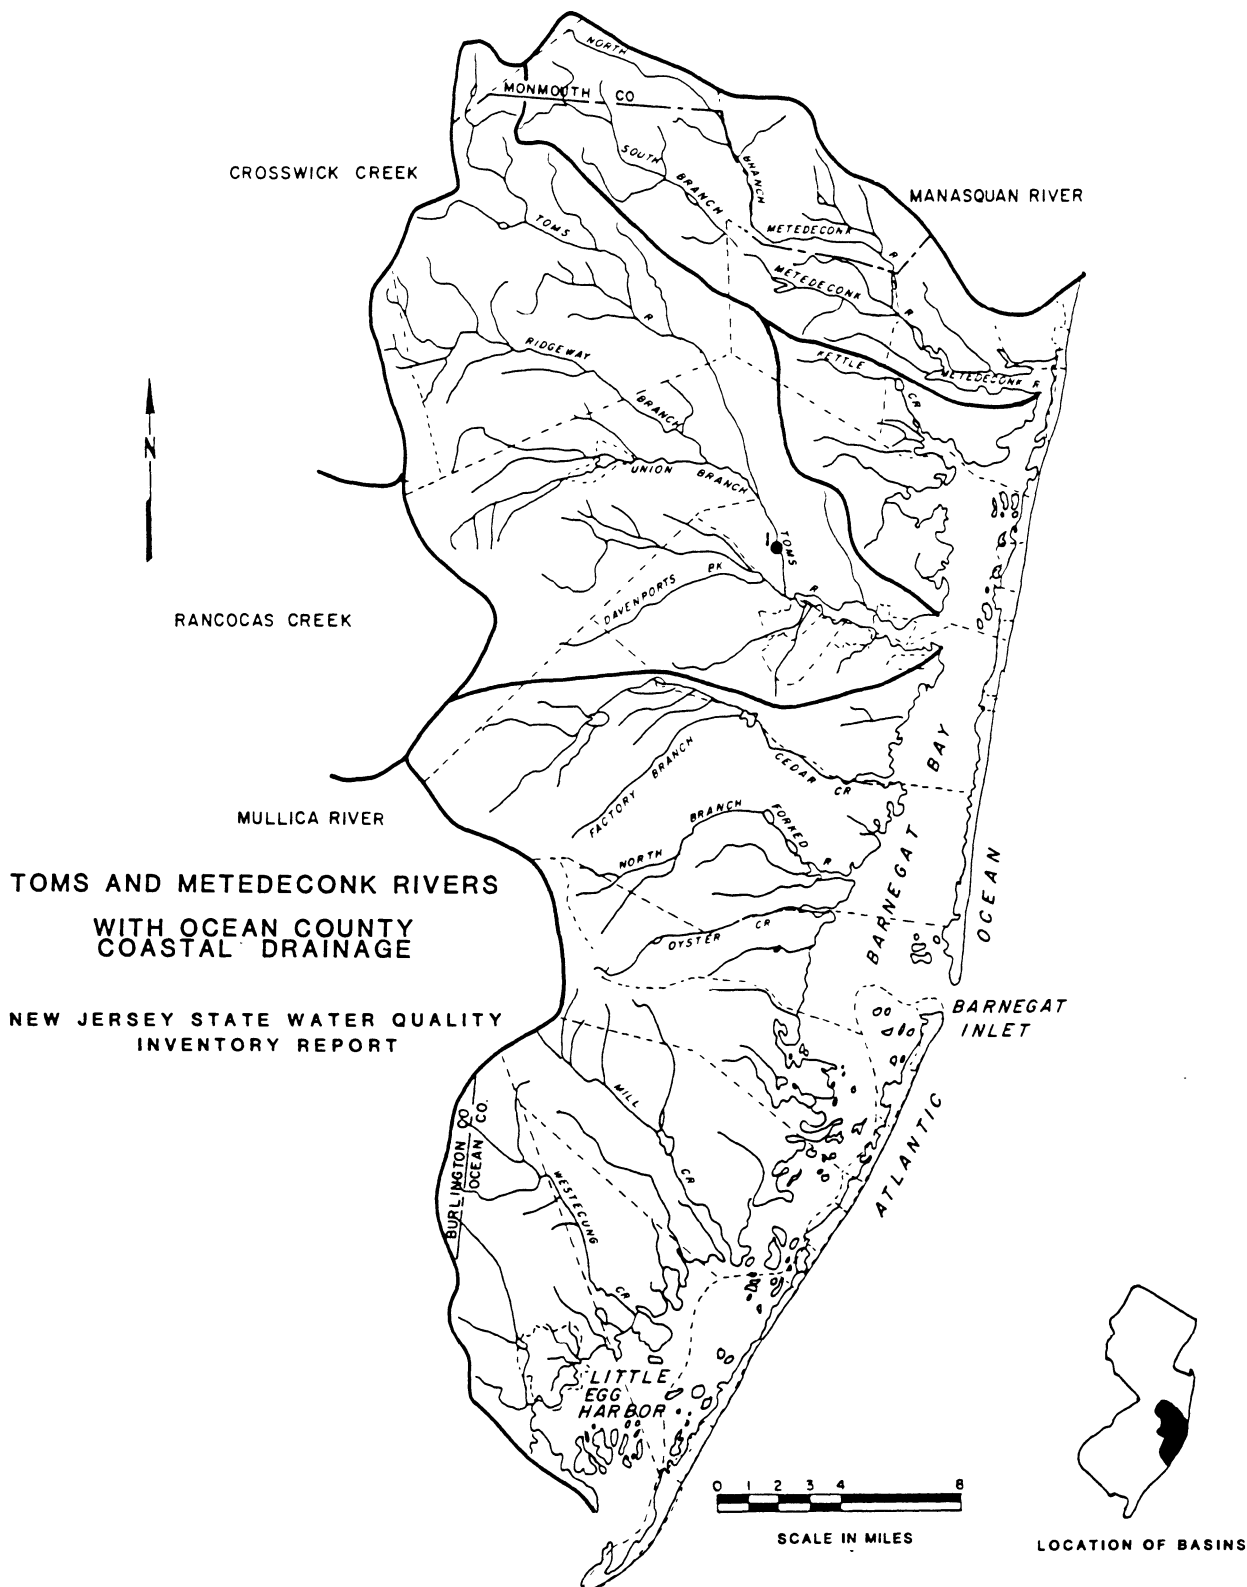 NORTH
MONMOUTH CO
SOUTH
BRANCH
BRANCH
CROSSWICK CREEK
MANASQUAN RIVER
TOMS
METEDECONK
R
METEDECONK
R
R
RIDGEWAY
BRANCH
KETTLE
CR
METEDECONK R
N
UNION BRANCH
1
TOMS
R
DAVENPORTS BK
RANCOCAS CREEK
BARNEGAT BAY
CEDAR
CR
FACTORY BRANCH
MULLICA RIVER
NORTH BRANCH FORKED
R
TOMS AND METEDECONK RIVERS
WITH OCEAN COUNTY
COASTAL DRAINAGE
OYSTER CR
ATLANTIC OCEAN
BARNEGAT
INLET
NEW JERSEY STATE WATER QUALITY
INVENTORY REPORT
MILL
CR
BURLINGTON CO
OCEAN CO.
WESTECUNG
CR
LITTLE
EGG
HARBOR
0 1 2 3 4 8
SCALE IN MILES
LOCATION OF BASINS